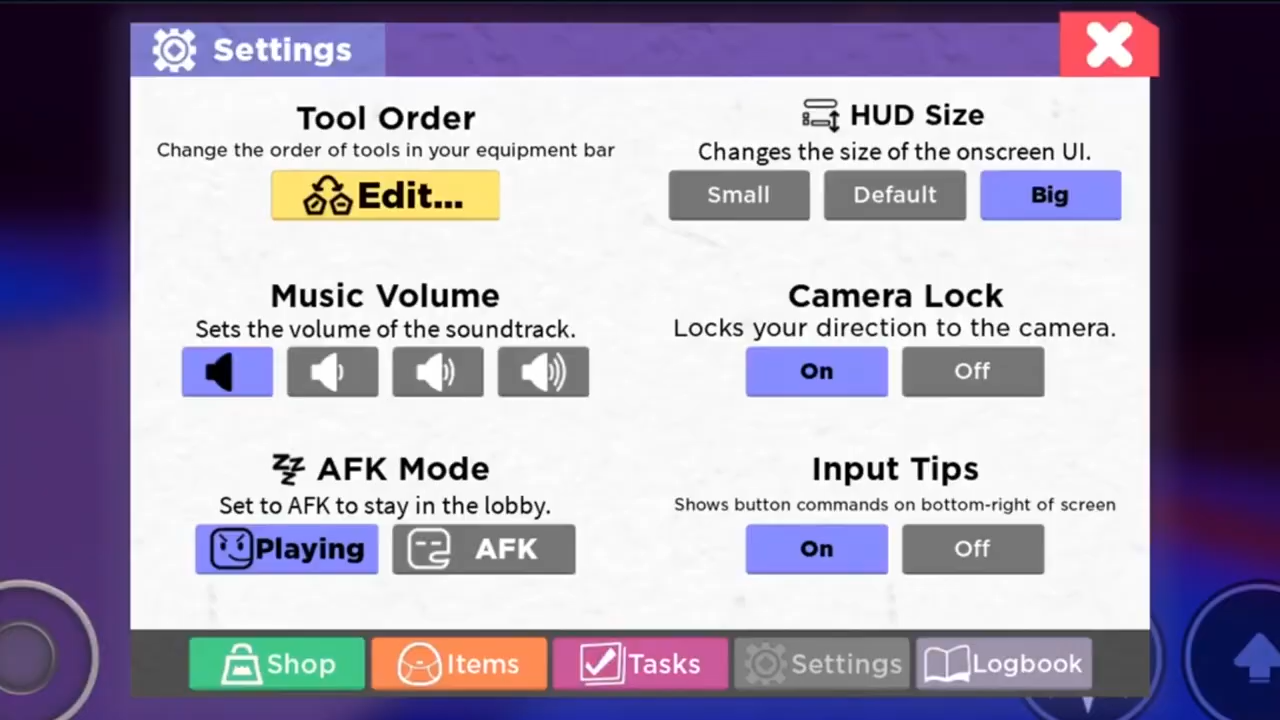 Settings
Tool Order
Change the order of tools in your equipment bar
Edit...
HUD Size
Changes the size of the onscreen UI.
Small Default Big
Music Volume
Sets the volume of the soundtrack.
Camera Lock
Locks your direction to the camera.
On Off
zzz AFK Mode
Set to AFK to stay in the lobby.
Playing AFK
Input Tips
Shows button commands on bottom-right of screen
On Off
Shop Items Tasks Settings Logbook